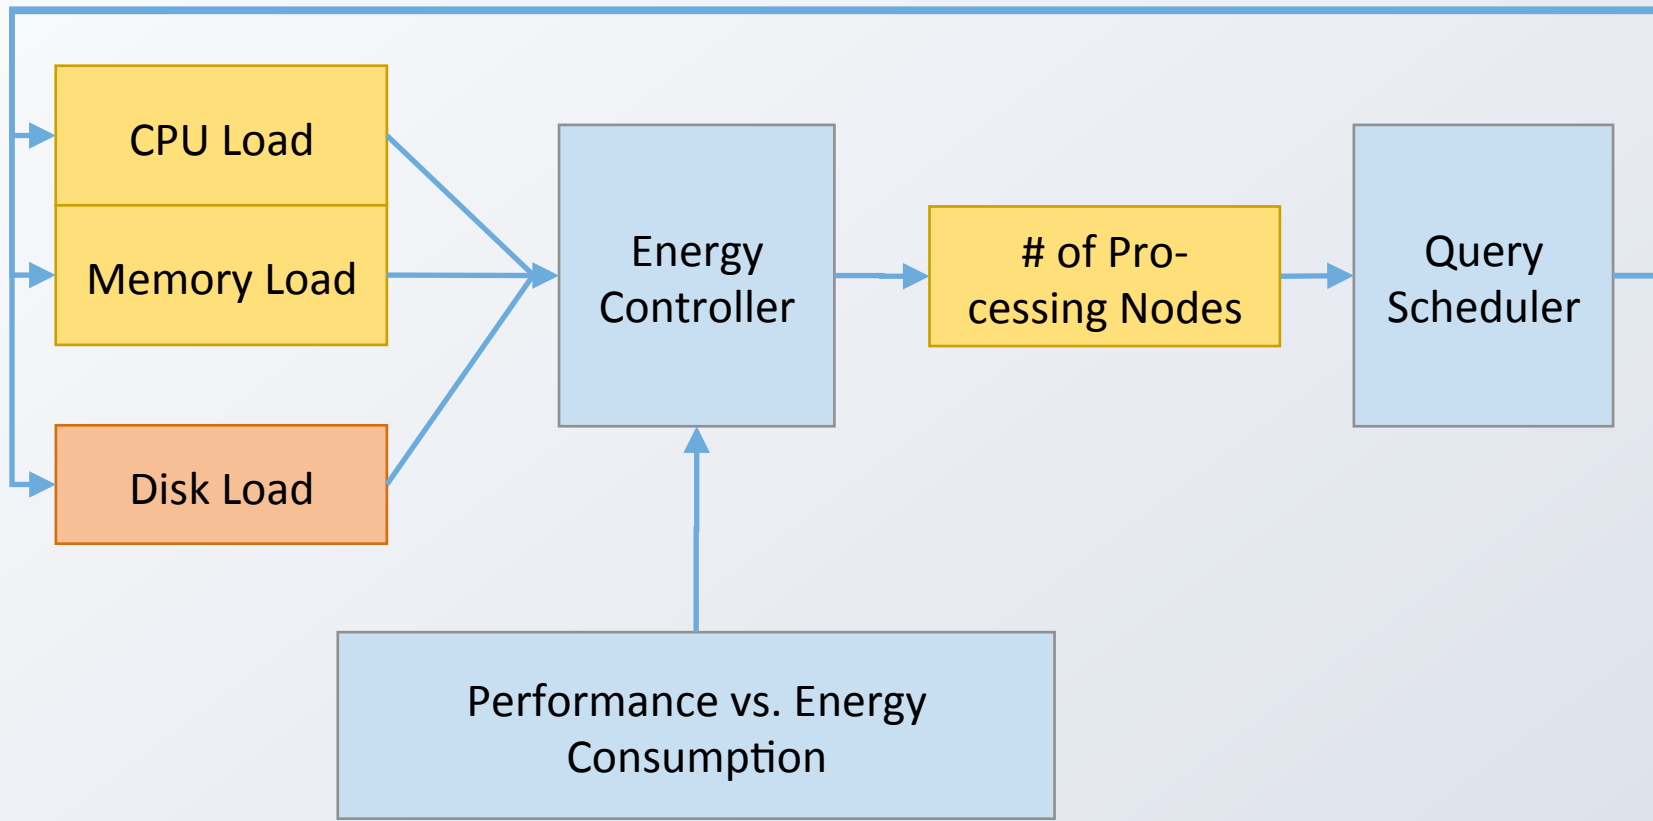 CPU Load
Memory Load
Disk Load
Energy
Controller
# of Pro-
cessing Nodes
Query
Scheduler
Performance vs. Energy
Consumption